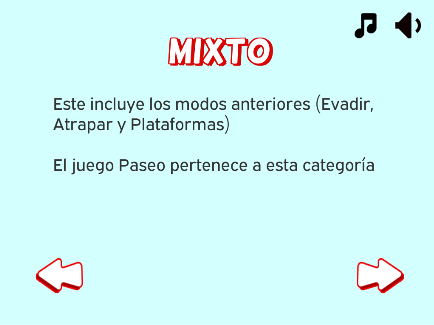 MIXTO
Este incluye los modos anteriores (Evadir,
Atrapar y Plataformas)
El juego Paseo pertenece a esta categoría